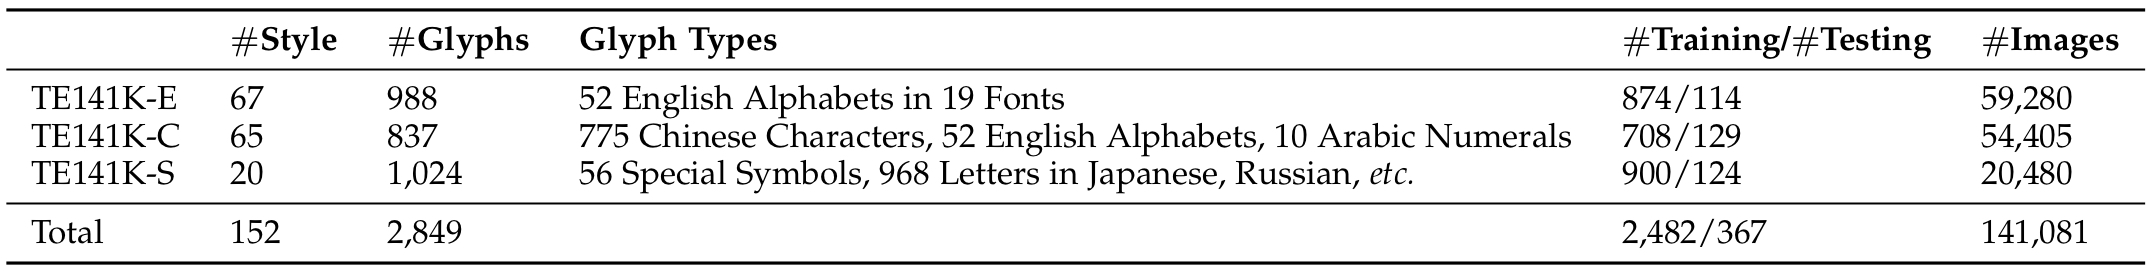 #Style #Glyphs Glyph Types #Training/#Testing #Images
TE141K-E 67 988 52 English Alphabets in 19 Fonts 874/114 59,280
TE141K-C 65 837 775 Chinese Characters, 52 English Alphabets, 10 Arabic Numerals 708/129 54,405
TE141K-S 20 1,024 56 Special Symbols, 968 Letters in Japanese, Russian, etc. 900/124 20,480
Total 152 2,849 2,482/367 141,081